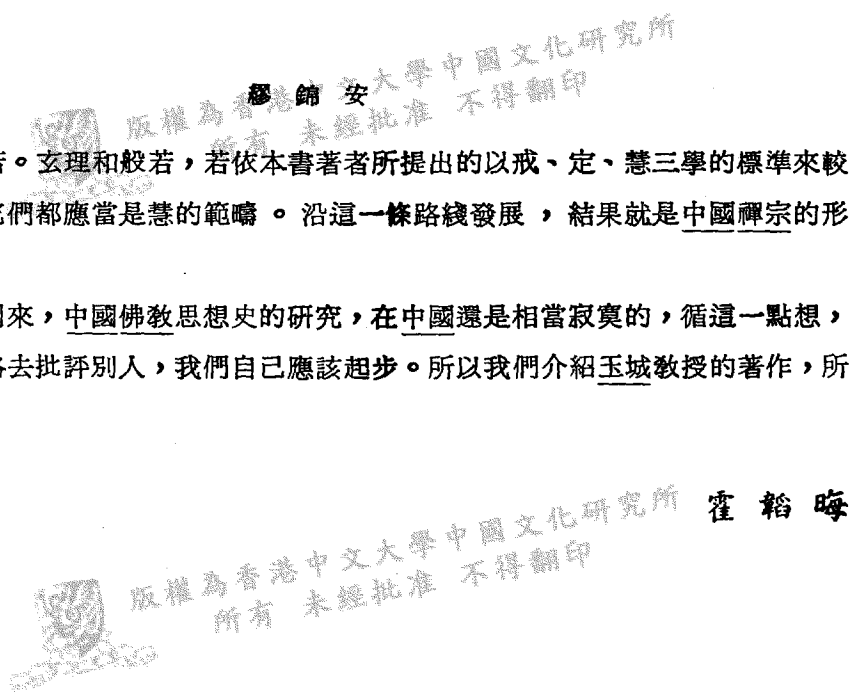 繆錦安
。玄理和般若，若依本書著者所提出的以戒、定、慧三學的標準來較
們都應當是慧的範疇。沿這一條路綫發展，結果就是中國禪宗的形
來，中國佛教思想史的研究，在中國還是相當寂寞的，循這一點想，
去批評別人，我們自己應該起步。所以我們介紹玉城教授的著作，所
霍韜晦
版權為香港中文大學中國文化研究所
所有 未經批准 不得翻印
版權為香港中文大學中國文化研究所
所有 未經批准 不得翻印